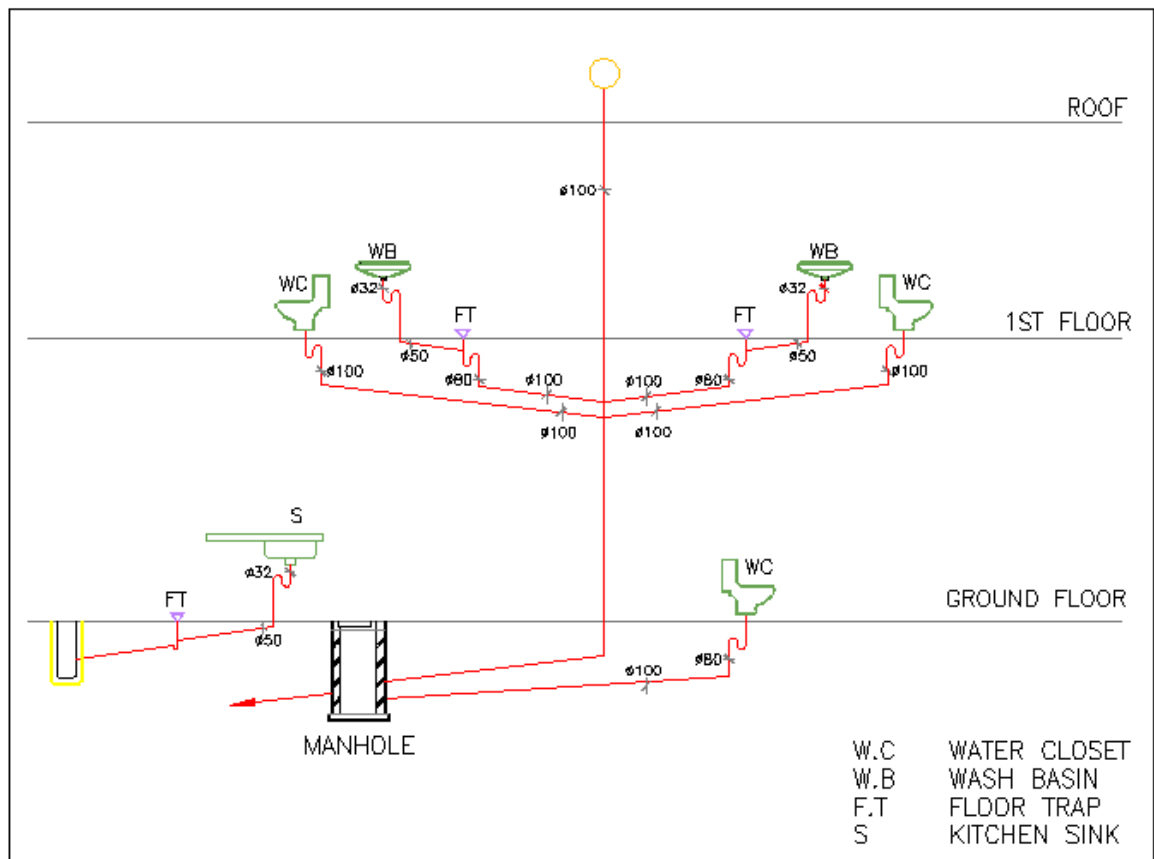 ROOF
ø100
WB
WB
WC
ø32
ø32
WC
FT
FT
1ST FLOOR
ø50
ø50
ø100
ø80
ø100
ø100
ø80
ø100
ø100
ø100
S
ø32
WC
FT
GROUND FLOOR
ø50
ø80
ø100
MANHOLE
W.C WATER CLOSET
W.B WASH BASIN
F.T FLOOR TRAP
S KITCHEN SINK